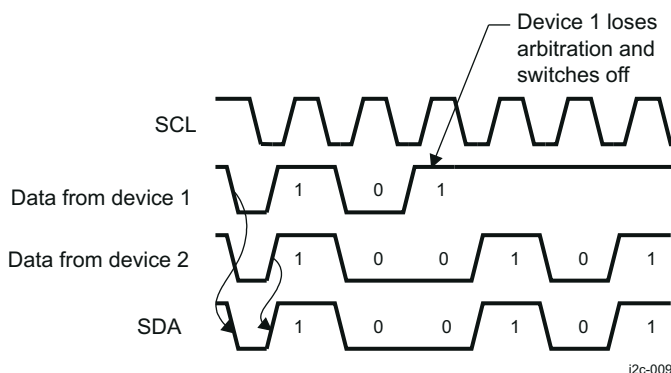 Device 1 loses
arbitration and
switches off
SCL
Data from device 1
1 0 1
Data from device 2
1 0 0 1 0 1
SDA
1 0 0 1 0 1
i2c-009